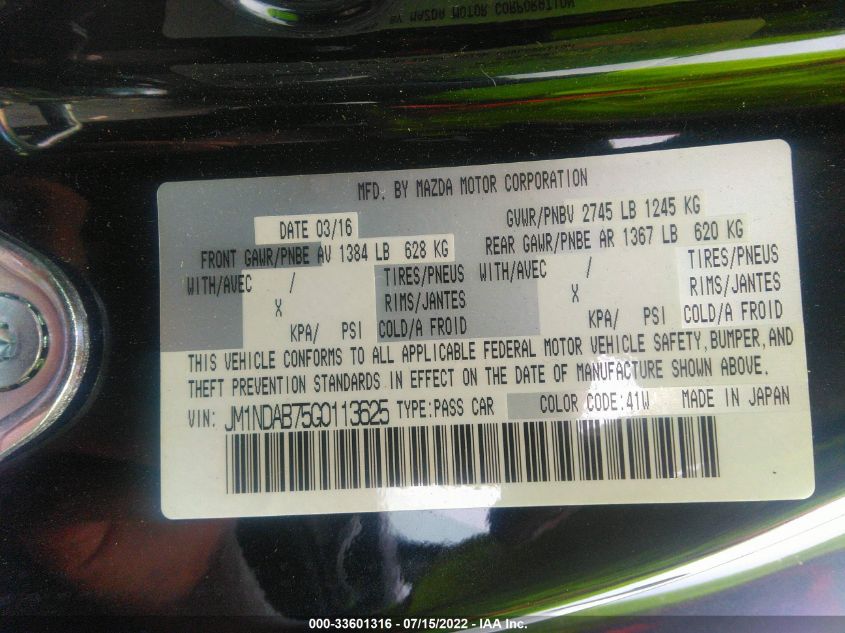 MAZDA MOTOR CORPORATION
MFD. BY MAZDA MOTOR CORPORATION
DATE 03/16 GVWR/PNBV 2745 LB 1245 KG
FRONT GAWR/PNBE AV 1384 LB 628 KG REAR GAWR/PNBE AR 1367 LB 620 KG
WITH/AVEC / TIRES/PNEUS WITH/AVEC / TIRES/PNEUS
X RIMS/JANTES X RIMS/JANTES
KPA/ PSI COLD/A FROID KPA/ PSI COLD/A FROID
THIS VEHICLE CONFORMS TO ALL APPLICABLE FEDERAL MOTOR VEHICLE SAFETY, BUMPER, AND
THEFT PREVENTION STANDARDS IN EFFECT ON THE DATE OF MANUFACTURE SHOWN ABOVE.
VIN: JM1NDAB75G0113625 TYPE:PASS CAR COLOR CODE:41W MADE IN JAPAN
000-33601316 - 07/15/2022 - IAA Inc.